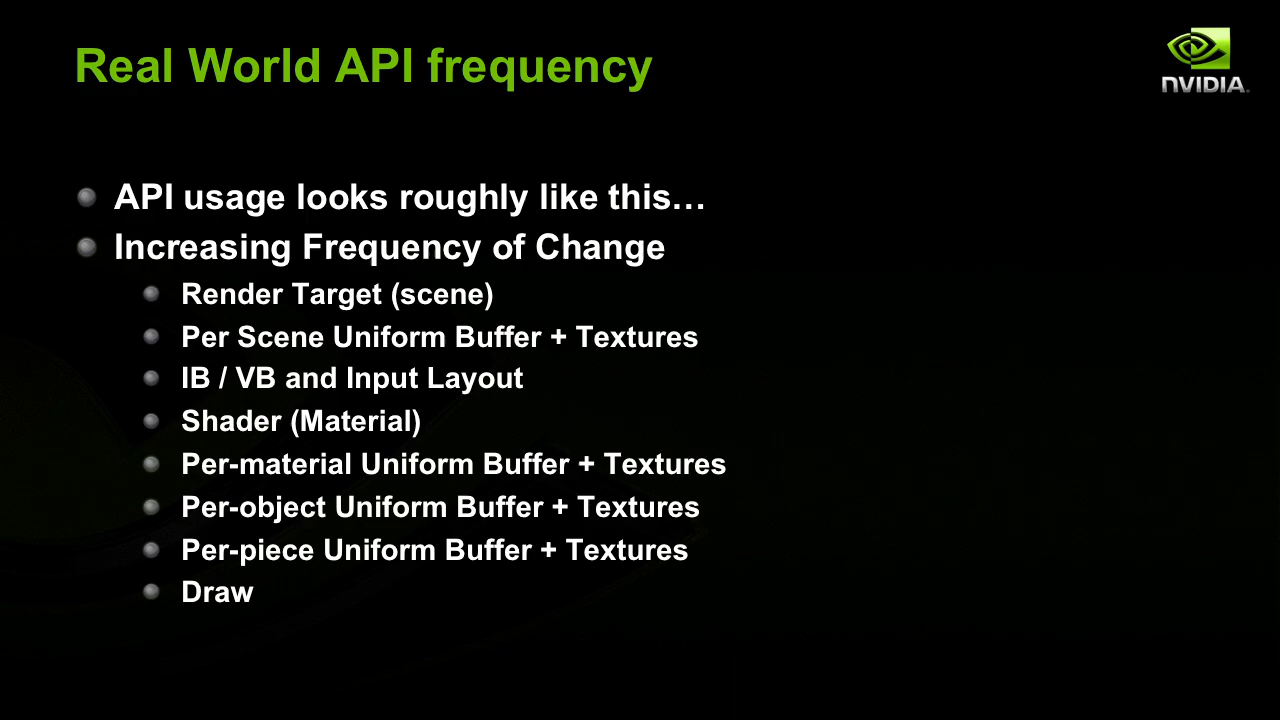 Real World API frequency
NVIDIA.
API usage looks roughly like this…
Increasing Frequency of Change
Render Target (scene)
Per Scene Uniform Buffer + Textures
IB / VB and Input Layout
Shader (Material)
Per-material Uniform Buffer + Textures
Per-object Uniform Buffer + Textures
Per-piece Uniform Buffer + Textures
Draw